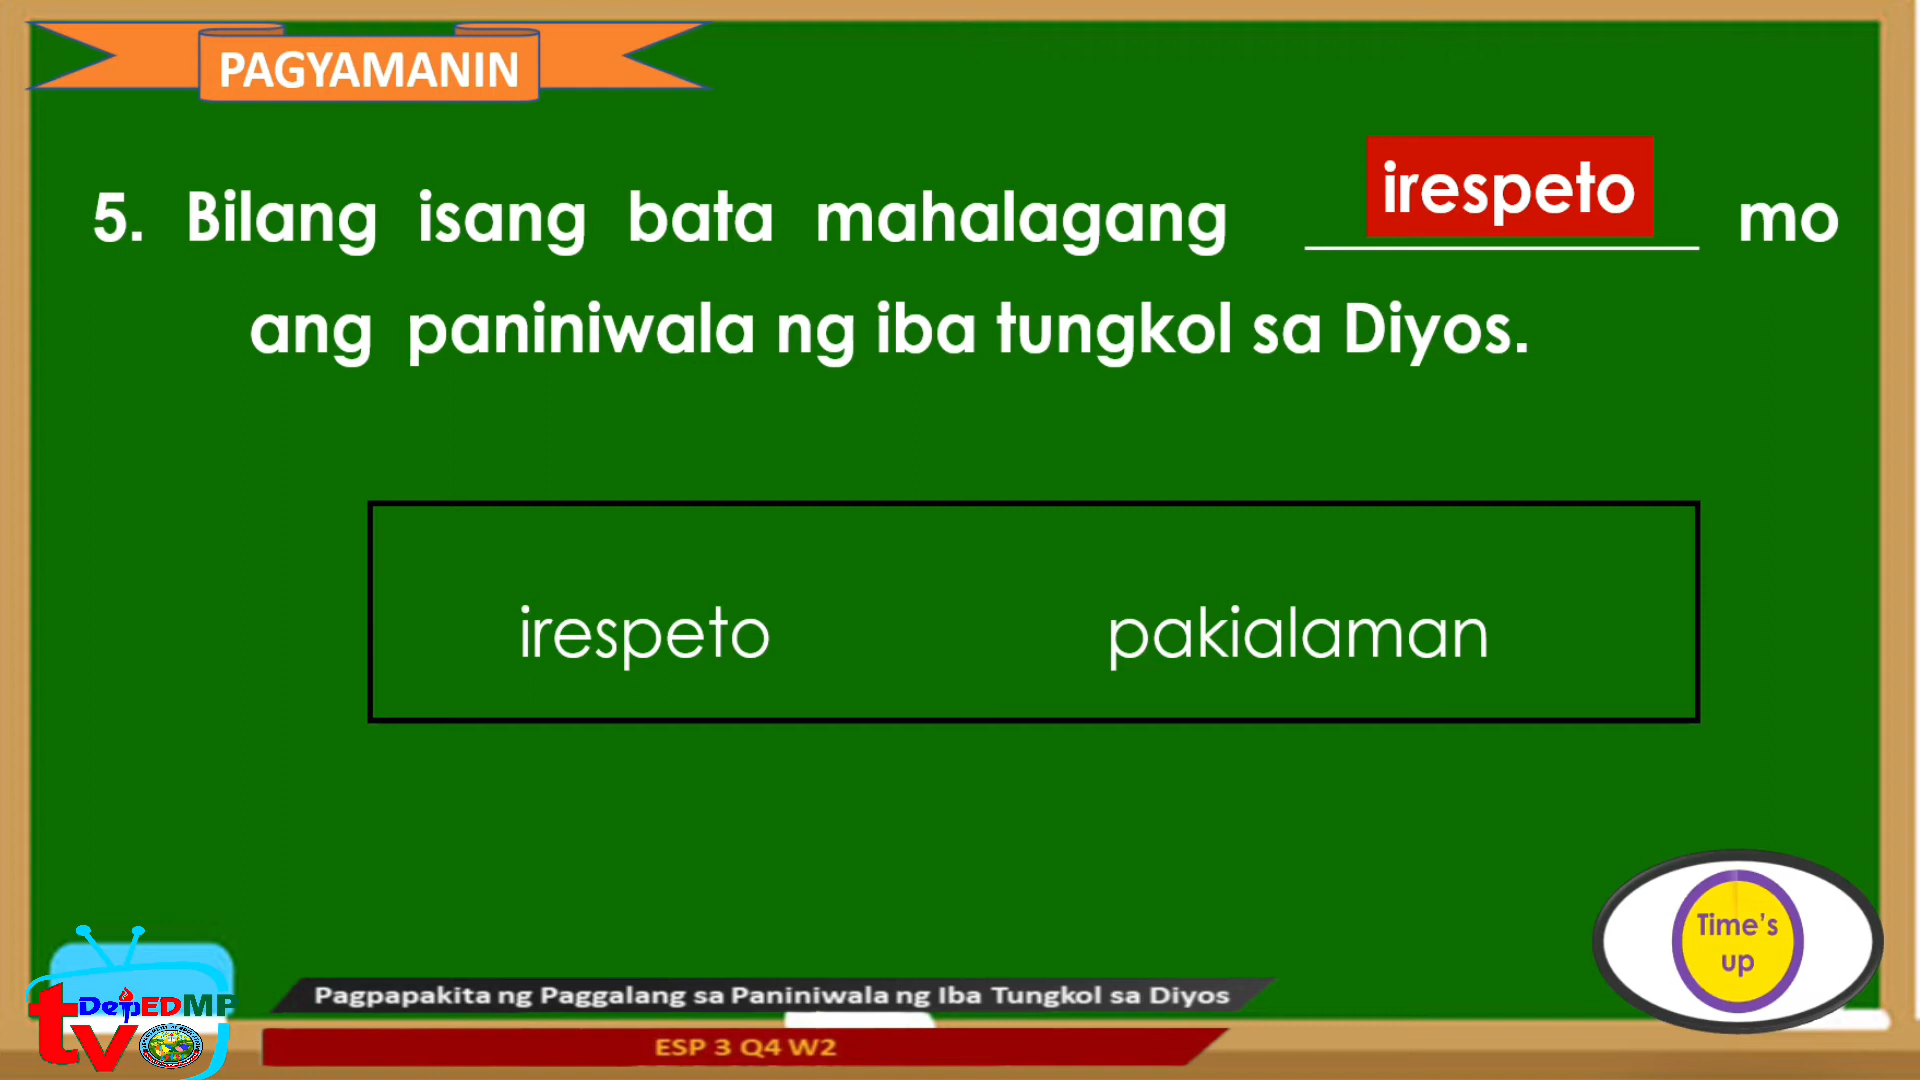 PAGYAMANIN
irespeto
5. Bilang isang bata mahalagang ____________ mo
ang paniniwala ng iba tungkol sa Diyos.
irespeto pakialaman
Time's
up
Pagpapakita ng Paggalang sa Paniniwala ng Iba Tungkol sa Diyos
DepEDMP
tv
ESP 3 Q4 W2